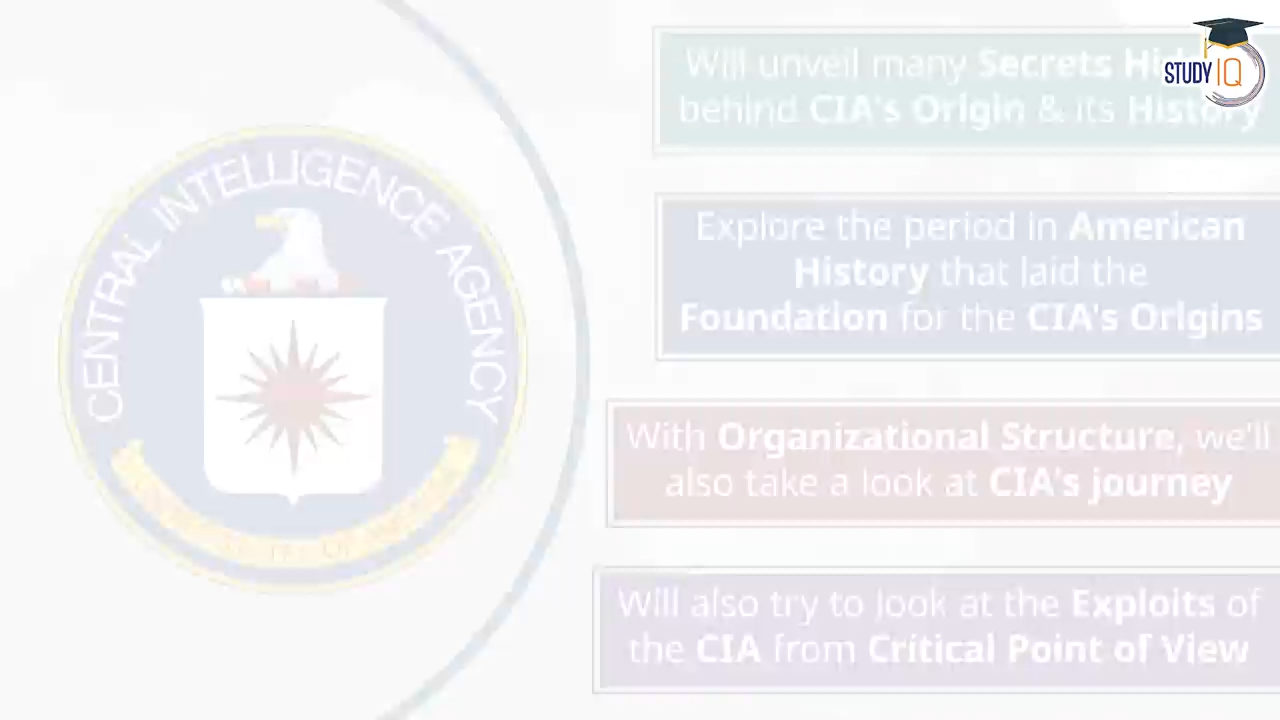 CENTRAL INTELLIGENCE AGENCY
OF
Will unveil many Secrets
behind CIA's Origin & its History
STUDY IQ
Explore the period in American
History that laid the
Foundation for the CIA's Origins
With Organizational Structure, we'll
also take a look at CIA's journey
Will also try to look at the Exploits of
the CIA from Critical Point of View